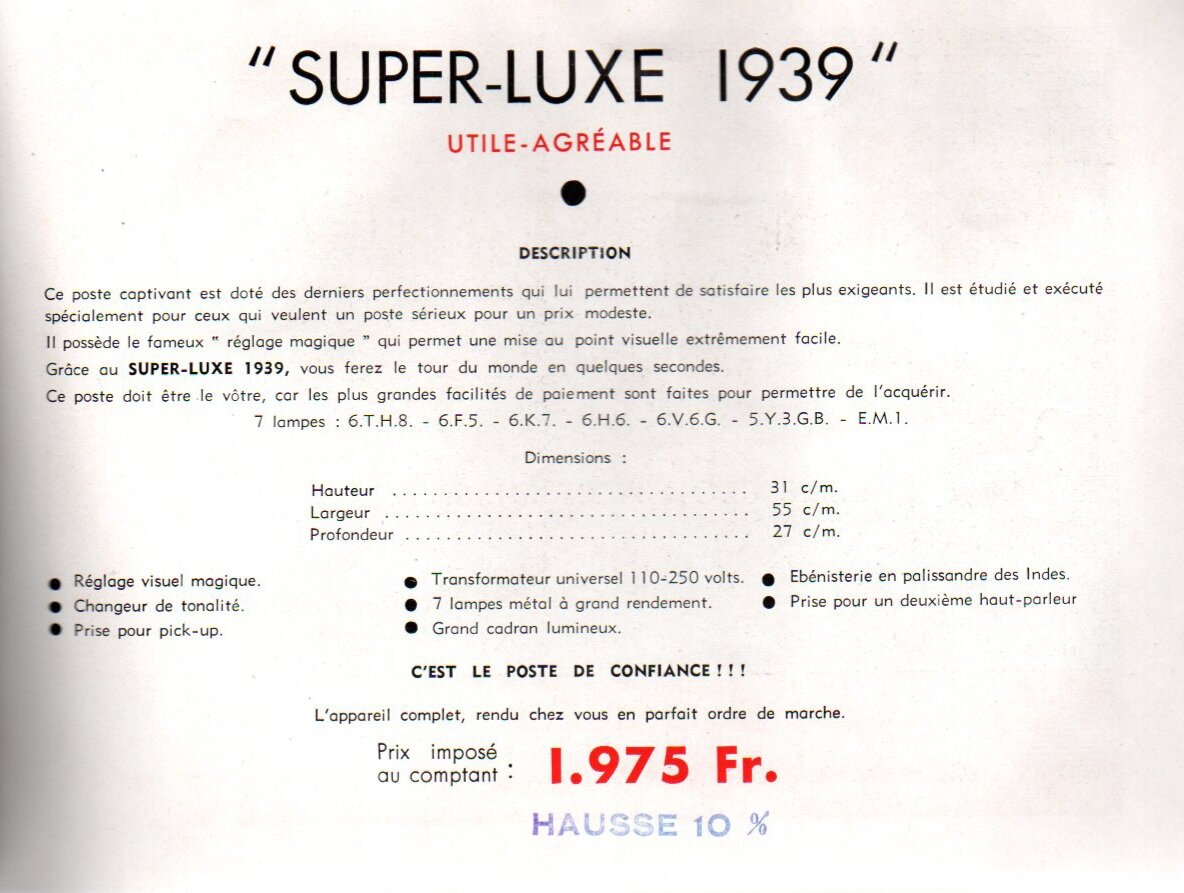 " SUPER-LUXE 1939 "
UTILE-AGRÉABLE
DESCRIPTION
Ce poste captivant est doté des derniers perfectionnements qui lui permettent de satisfaire les plus exigeants. Il est étudié et exécuté
spécialement pour ceux qui veulent un poste sérieux pour un prix modeste.
Il possède le fameux " réglage magique " qui permet une mise au point visuelle extrêmement facile.
Grâce au SUPER-LUXE 1939, vous ferez le tour du monde en quelques secondes.
Ce poste doit être le vôtre, car les plus grandes facilités de paiement sont faites pour permettre de l'acquérir.
7 lampes : 6.T.H.8. - 6.F.5. - 6.K.7. - 6.H.6. - 6.V.6.G. - 5.Y.3.G.B. - E.M.1.
Dimensions :
Hauteur ................................... 31 c/m.
Largeur .................................... 55 c/m.
Profondeur .................................. 27 c/m.
● Réglage visuel magique.
● Changeur de tonalité.
● Prise pour pick-up.
● Transformateur universel 110-250 volts.
● 7 lampes métal à grand rendement.
● Grand cadran lumineux.
● Ebénisterie en palissandre des Indes.
● Prise pour un deuxième haut-parleur
C'EST LE POSTE DE CONFIANCE !!!
L'appareil complet, rendu chez vous en parfait ordre de marche.
Prix imposé
au comptant : 1.975 Fr.
HAUSSE 10 %